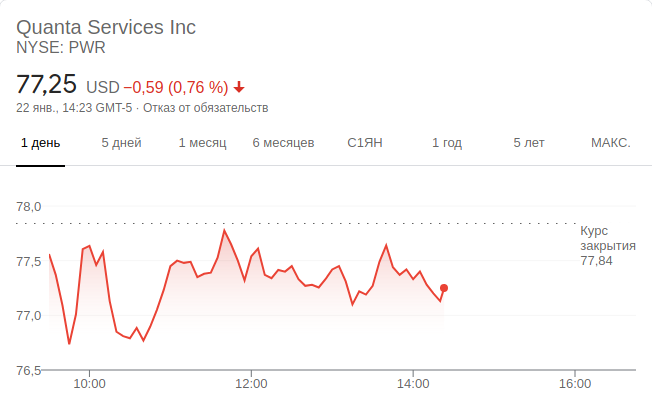 Quanta Services Inc
NYSE: PWR
77,25 USD −0,59 (0,76 %)
22 янв., 14:23 GMT-5 · Отказ от обязательств
1 день 5 дней 1 месяц 6 месяцев С1ЯН 1 год 5 лет МАКС.
78,0
Курс
закрытия
77,5 77,84
77,0
76,5
10:00 12:00 14:00 16:00